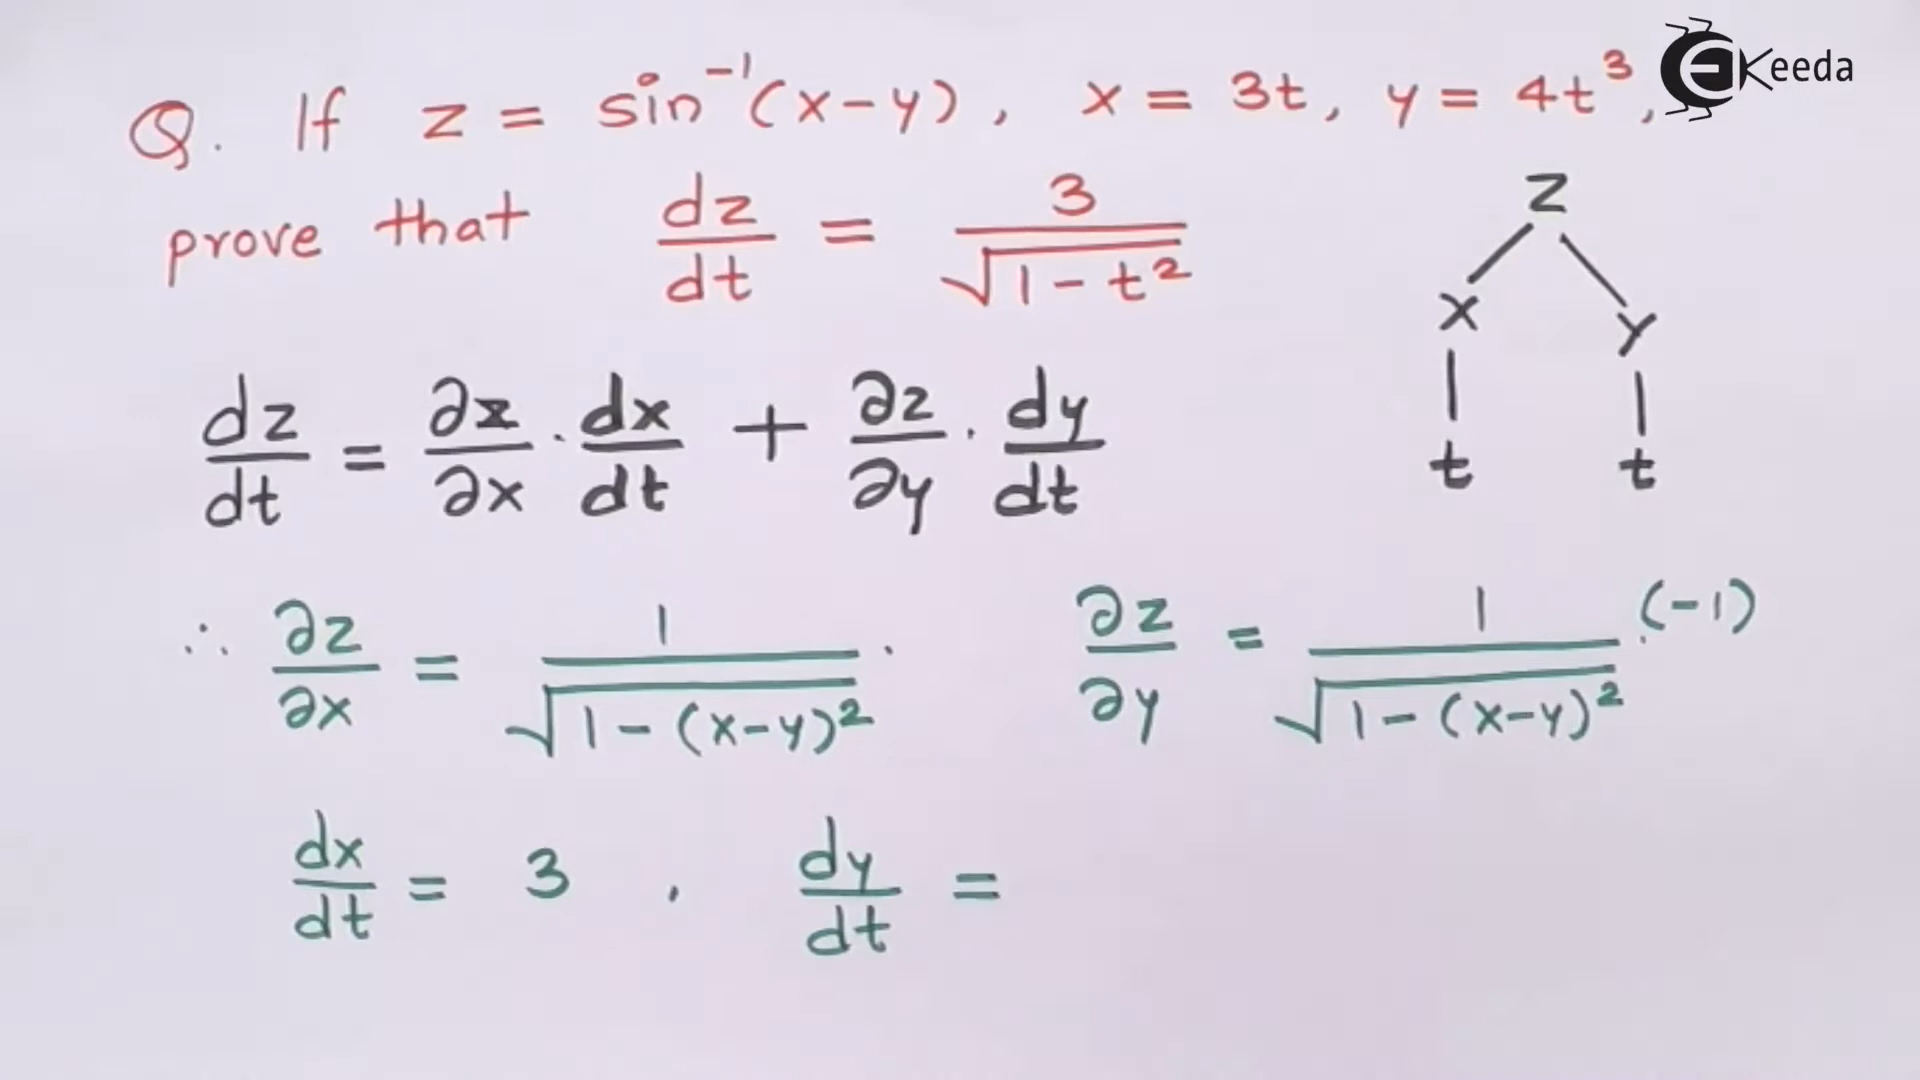 Q. If z = sin⁻¹(x-y), x = 3t, y = 4t³,
EKeeda
prove that dz/dt = 3/√(1-t²)
z
x y
t t
dz/dt = ∂z/∂x · dx/dt + ∂z/∂y · dy/dt
∴ ∂z/∂x = 1/√(1-(x-y)²) · ∂z/∂y = 1/√(1-(x-y)²) · (-1)
dx/dt = 3 , dy/dt =